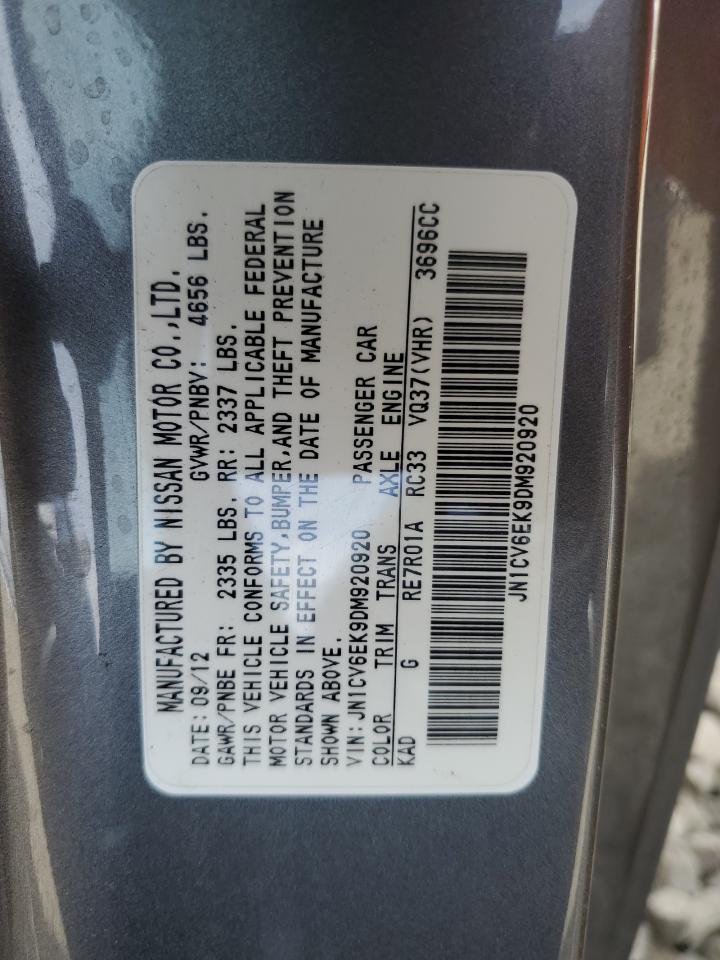 MANUFACTURED BY NISSAN MOTOR CO.,LTD.
DATE: 09/12 GVWR/PNBV: 4656 LBS.
GAWR/PNBE FR: 2335 LBS. RR: 2337 LBS.
THIS VEHICLE CONFORMS TO ALL APPLICABLE FEDERAL
MOTOR VEHICLE SAFETY,BUMPER,AND THEFT PREVENTION
STANDARDS IN EFFECT ON THE DATE OF MANUFACTURE
SHOWN ABOVE.
VIN: JN1CV6EK9DM920920 PASSENGER CAR
COLOR TRIM TRANS AXLE ENGINE
KAD G RE7R01A RC33 VQ37(VHR) 3696CC
JN1CV6EK9DM920920